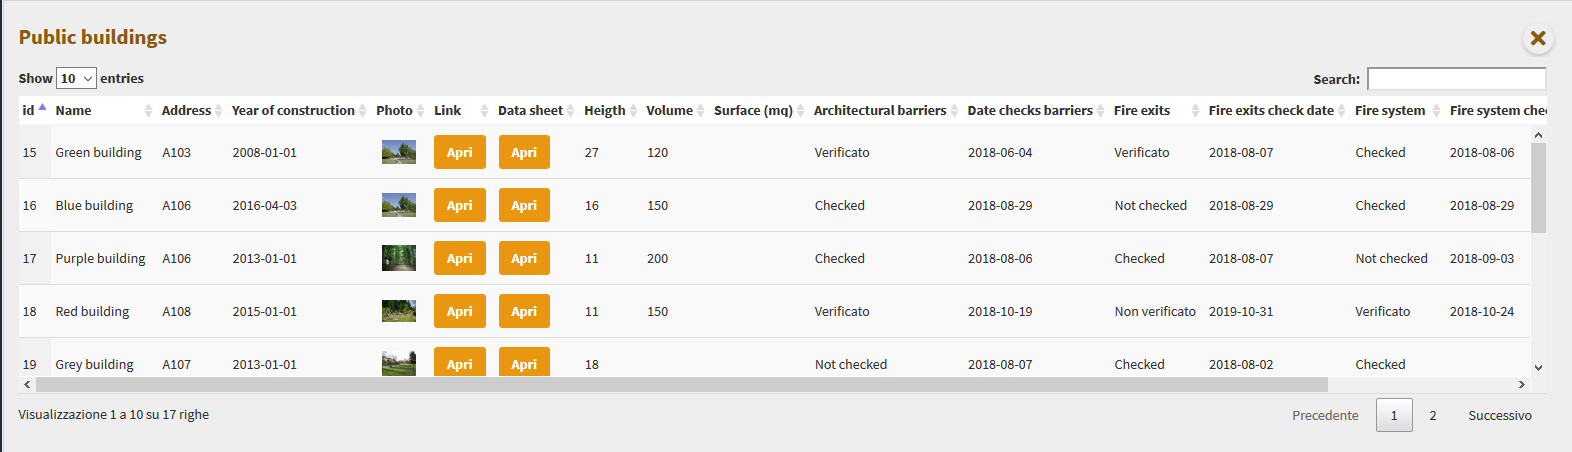 Public buildings
Show 10 entries
Search:
id Name Address Year of construction Photo Link Data sheet Heigth Volume Surface (mq) Architectural barriers Date checks barriers Fire exits Fire exits check date Fire system Fire system che
15 Green building A103 2008-01-01 Apri Apri 27 120 Verificato 2018-06-04 Verificato 2018-08-07 Checked 2018-08-06
16 Blue building A106 2016-04-03 Apri Apri 16 150 Checked 2018-08-29 Not checked 2018-08-29 Checked 2018-08-29
17 Purple building A106 2013-01-01 Apri Apri 11 200 Checked 2018-08-06 Checked 2018-08-07 Not checked 2018-09-03
18 Red building A108 2015-01-01 Apri Apri 11 150 Verificato 2018-10-19 Non verificato 2019-10-31 Verificato 2018-10-24
19 Grey building A107 2013-01-01 Apri Apri 18 Not checked 2018-08-07 Checked 2018-08-02 Checked
Visualizzazione 1 a 10 su 17 righe
Precedente 1 2 Successivo